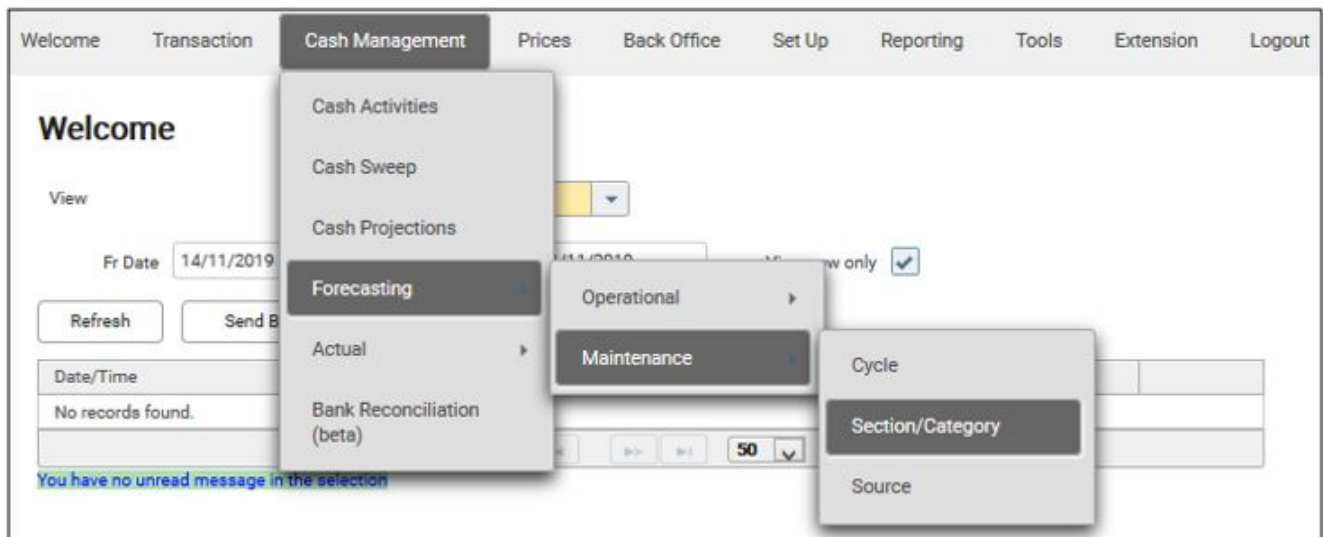 Welcome Transaction Cash Management Prices Back Office Set Up Reporting Tools Extension Logout
Cash Activities
Welcome
Cash Sweep
View
Cash Projections
Fr Date 14/11/2019
only
Forecasting
Operational
Refresh Send B
Actual
Maintenance
Cycle
Date/Time
No records found.
Bank Reconciliation
(beta)
Section/Category
50
You have no unread message in the selection
Source